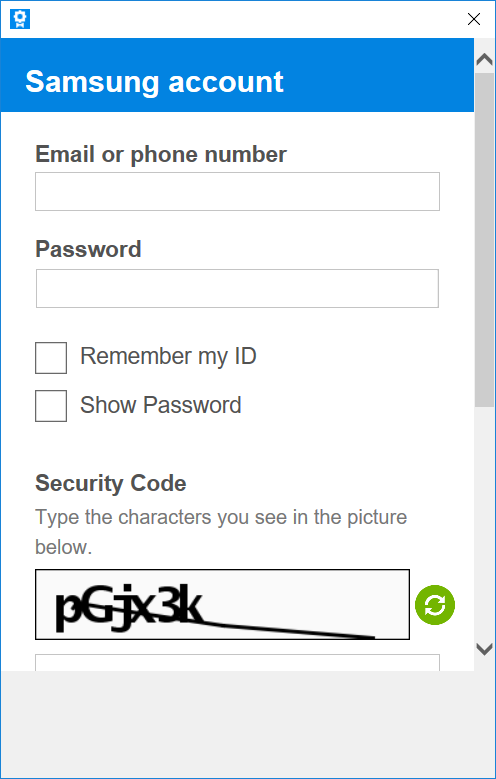 Samsung account
Email or phone number
Password
Remember my ID
Show Password
Security Code
Type the characters you see in the picture
below.
pGjx3k